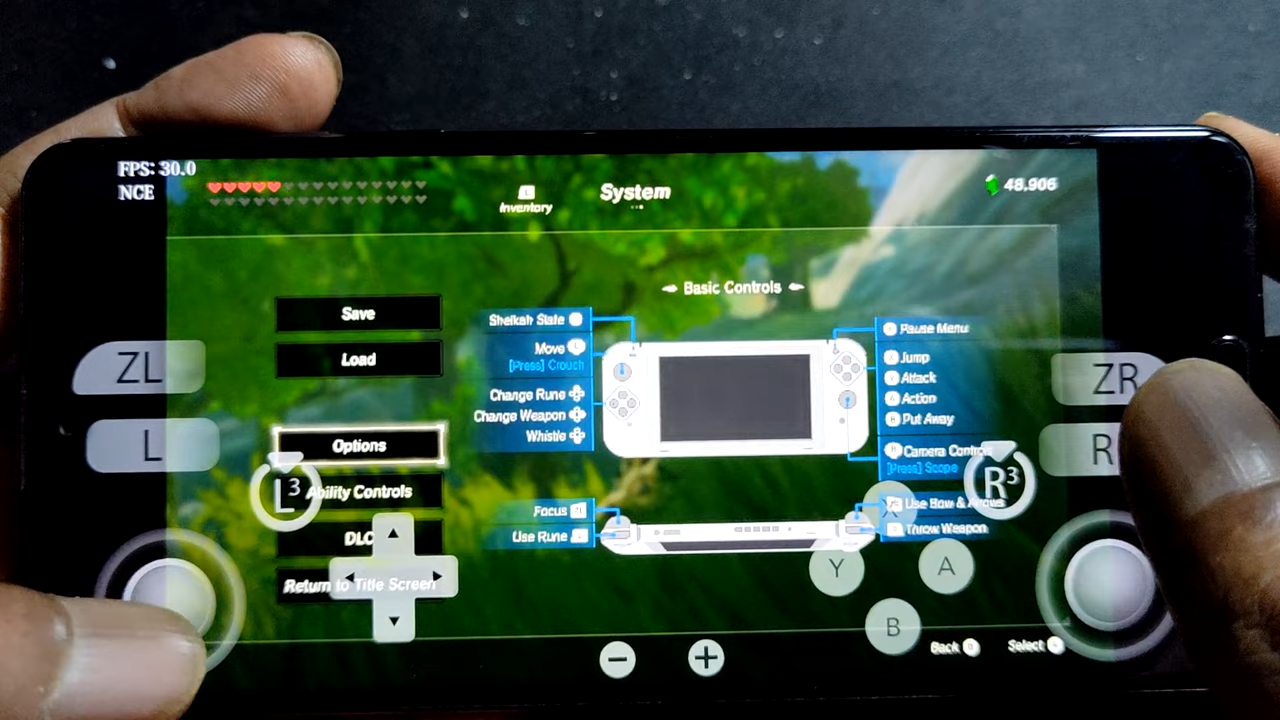 FPS: 30.0
NCE
L
Inventory
System
48,906
Basic Controls
Save
Load
Options
Ability Controls
DLC
Return to Title Screen
Sheikah Slate
Move L
[Press] Crouch
Change Rune
Change Weapon
Whistle
Focus
Use Rune
Pause Menu
Jump
Attack
Action
Put Away
Camera Controls
[Press] Scope
Use Bow & Arrows
Throw Weapon
Back
Select
ZL
L
L3
ZR
R
R3
X
Y
A
B